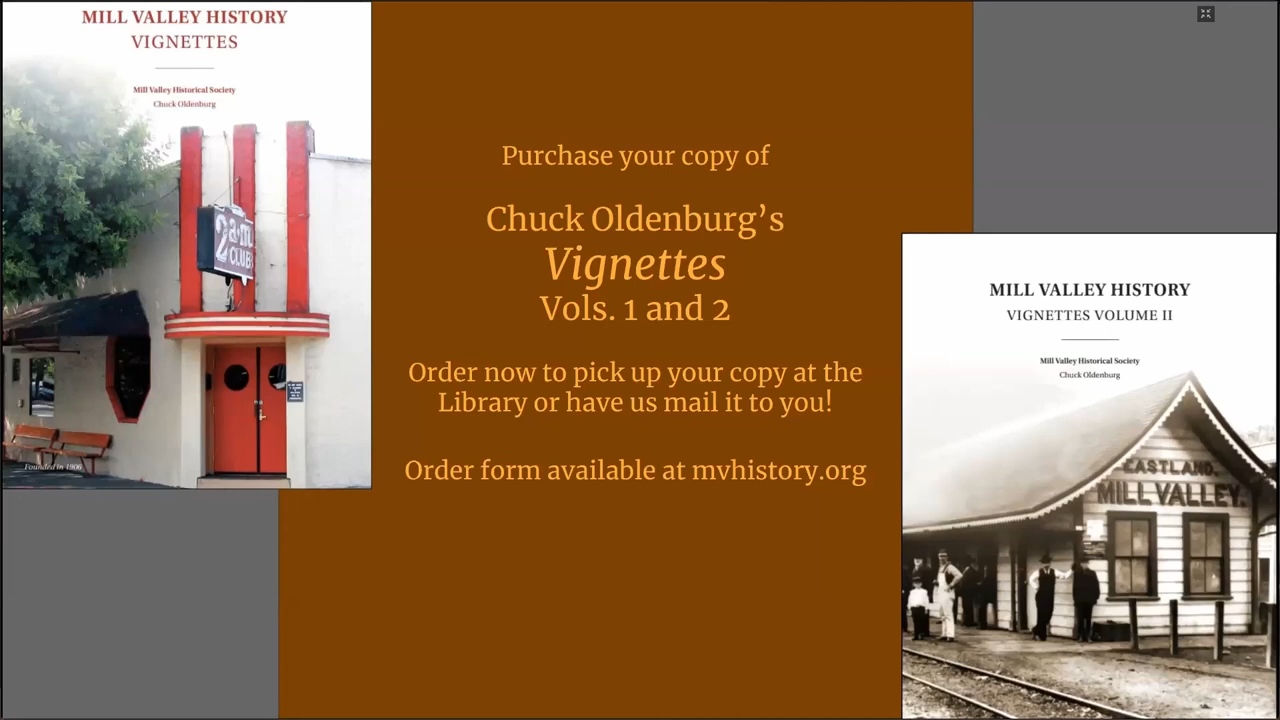 MILL VALLEY HISTORY
VIGNETTES
Mill Valley Historical Society
Chuck Oldenburg
2 a.m.
CLUB
Founded in 1906
Purchase your copy of
Chuck Oldenburg’s
Vignettes
Vols. 1 and 2
Order now to pick up your copy at the
Library or have us mail it to you!
Order form available at mvhistory.org
MILL VALLEY HISTORY
VIGNETTES VOLUME II
Mill Valley Historical Society
Chuck Oldenburg
EASTLAND.
MILL VALLEY.